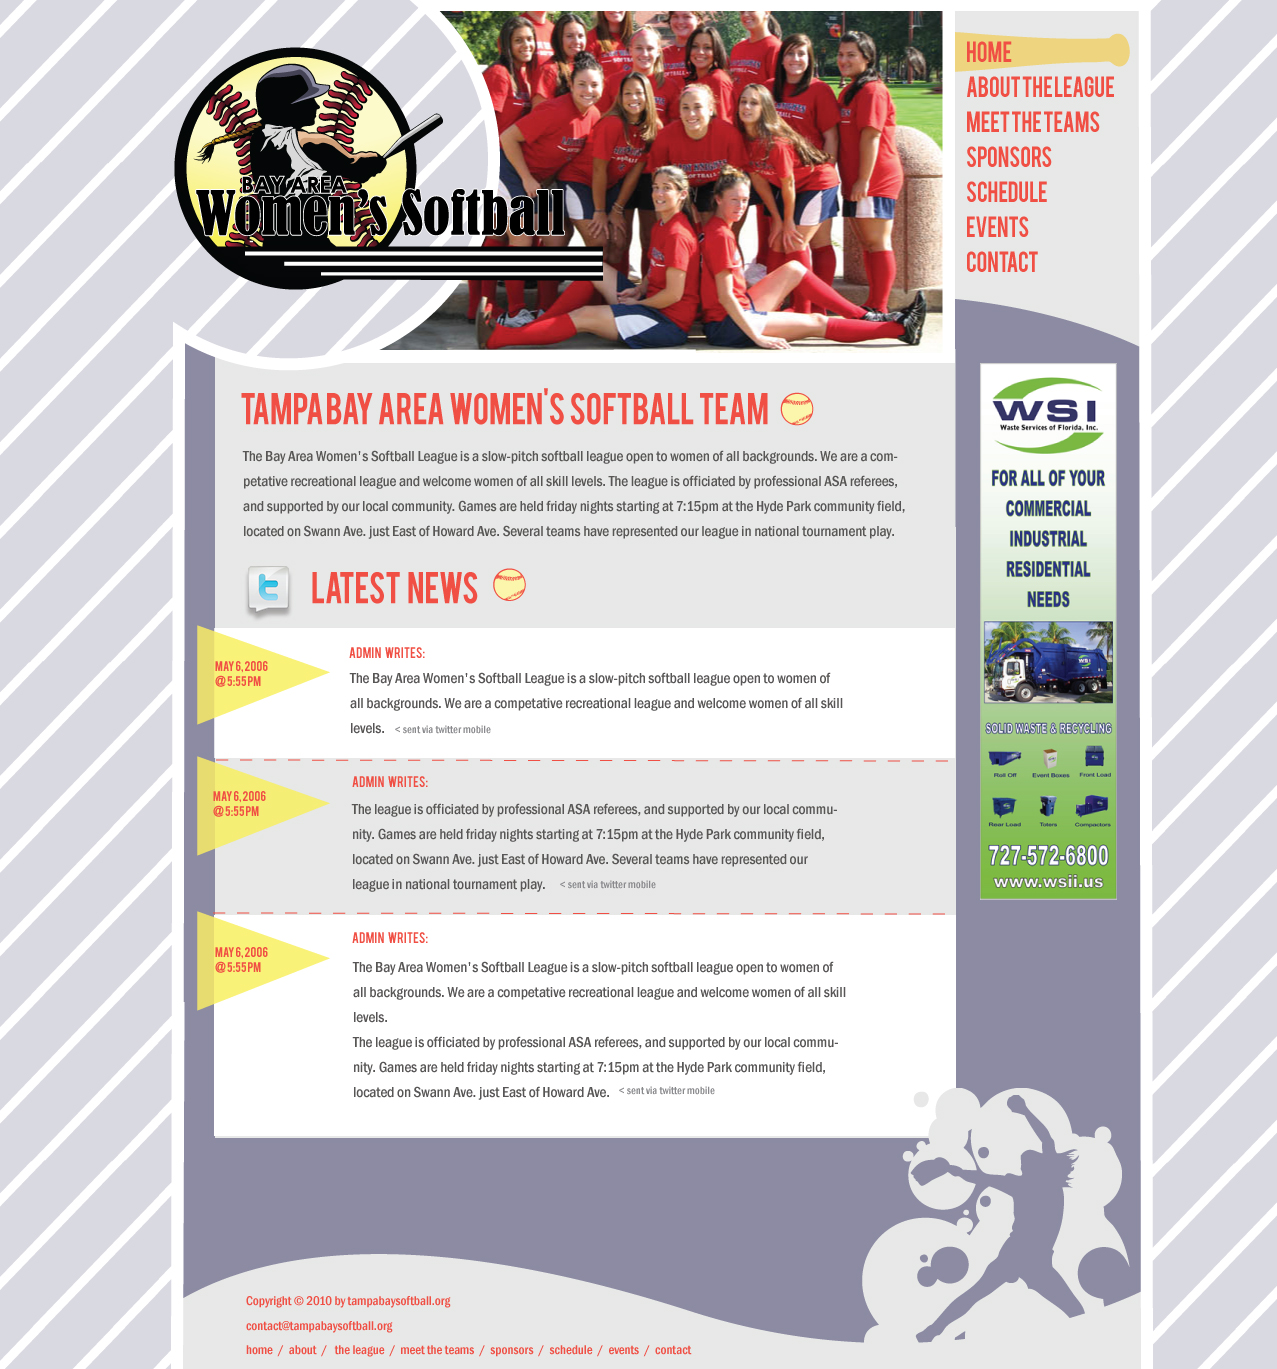 BAY AREA
Women's Softball
HOME
ABOUT THE LEAGUE
MEET THE TEAMS
SPONSORS
SCHEDULE
EVENTS
CONTACT
TAMPA BAY AREA WOMEN'S SOFTBALL TEAM
The Bay Area Women's Softball League is a slow-pitch softball league open to women of all backgrounds. We are a com-
petative recreational league and welcome women of all skill levels. The league is officiated by professional ASA referees,
and supported by our local community. Games are held friday nights starting at 7:15pm at the Hyde Park community field,
located on Swann Ave. just East of Howard Ave. Several teams have represented our league in national tournament play.
LATEST NEWS
MAY 6, 2006
@ 5:55PM
ADMIN WRITES:
The Bay Area Women's Softball League is a slow-pitch softball league open to women of
all backgrounds. We are a competative recreational league and welcome women of all skill
levels. < sent via twitter mobile
MAY 6, 2006
@ 5:55PM
ADMIN WRITES:
The league is officiated by professional ASA referees, and supported by our local commu-
nity. Games are held friday nights starting at 7:15pm at the Hyde Park community field,
located on Swann Ave. just East of Howard Ave. Several teams have represented our
league in national tournament play. < sent via twitter mobile
MAY 6, 2006
@ 5:55PM
ADMIN WRITES:
The Bay Area Women's Softball League is a slow-pitch softball league open to women of
all backgrounds. We are a competative recreational league and welcome women of all skill
levels.
The league is officiated by professional ASA referees, and supported by our local commu-
nity. Games are held friday nights starting at 7:15pm at the Hyde Park community field,
located on Swann Ave. just East of Howard Ave. < sent via twitter mobile
WSI
Waste Services of Florida, Inc.
FOR ALL OF YOUR
COMMERCIAL
INDUSTRIAL
RESIDENTIAL
NEEDS
WSI
SOLID WASTE & RECYCLING
Roll Off Event Boxes Front Load
Rear Load Toters Compactors
727-572-6800
www.wsii.us
Copyright © 2010 by tampabaysoftball.org
contact@tampabaysoftball.org
home / about / the league / meet the teams / sponsors / schedule / events / contact